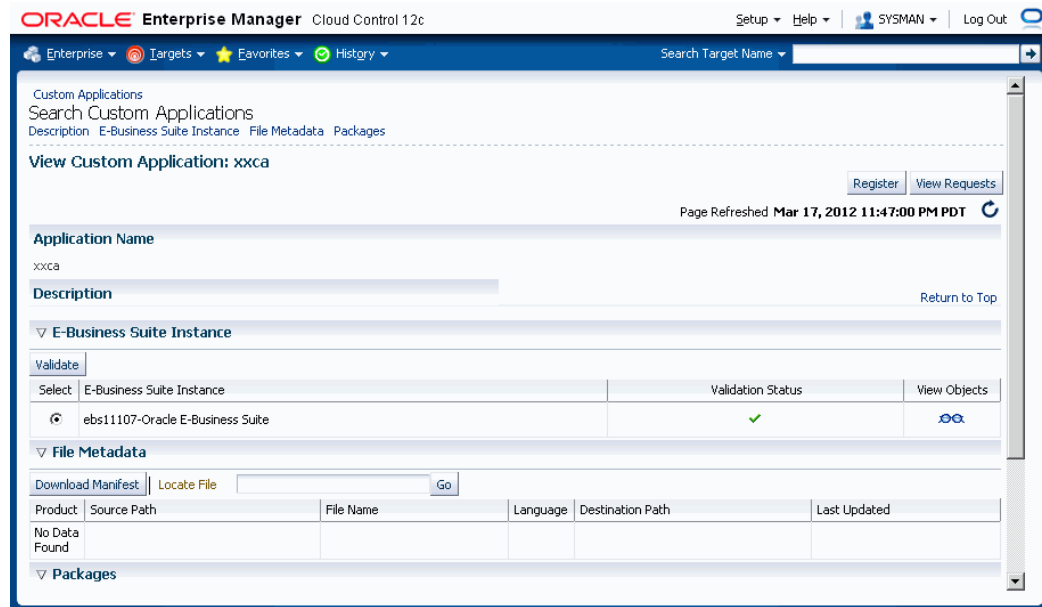 ORACLE Enterprise Manager Cloud Control 12c
Setup Help SYSMAN Log Out
Enterprise Targets Favorites History Search Target Name
Custom Applications
Search Custom Applications
Description E-Business Suite Instance File Metadata Packages
View Custom Application: xxca
Register View Requests
Page Refreshed Mar 17, 2012 11:47:00 PM PDT
Application Name
xxca
Description
Return to Top
E-Business Suite Instance
Validate
Select E-Business Suite Instance Validation Status View Objects
ebs11107-Oracle E-Business Suite
File Metadata
Download Manifest Locate File Go
Product Source Path File Name Language Destination Path Last Updated
No Data
Found
Packages